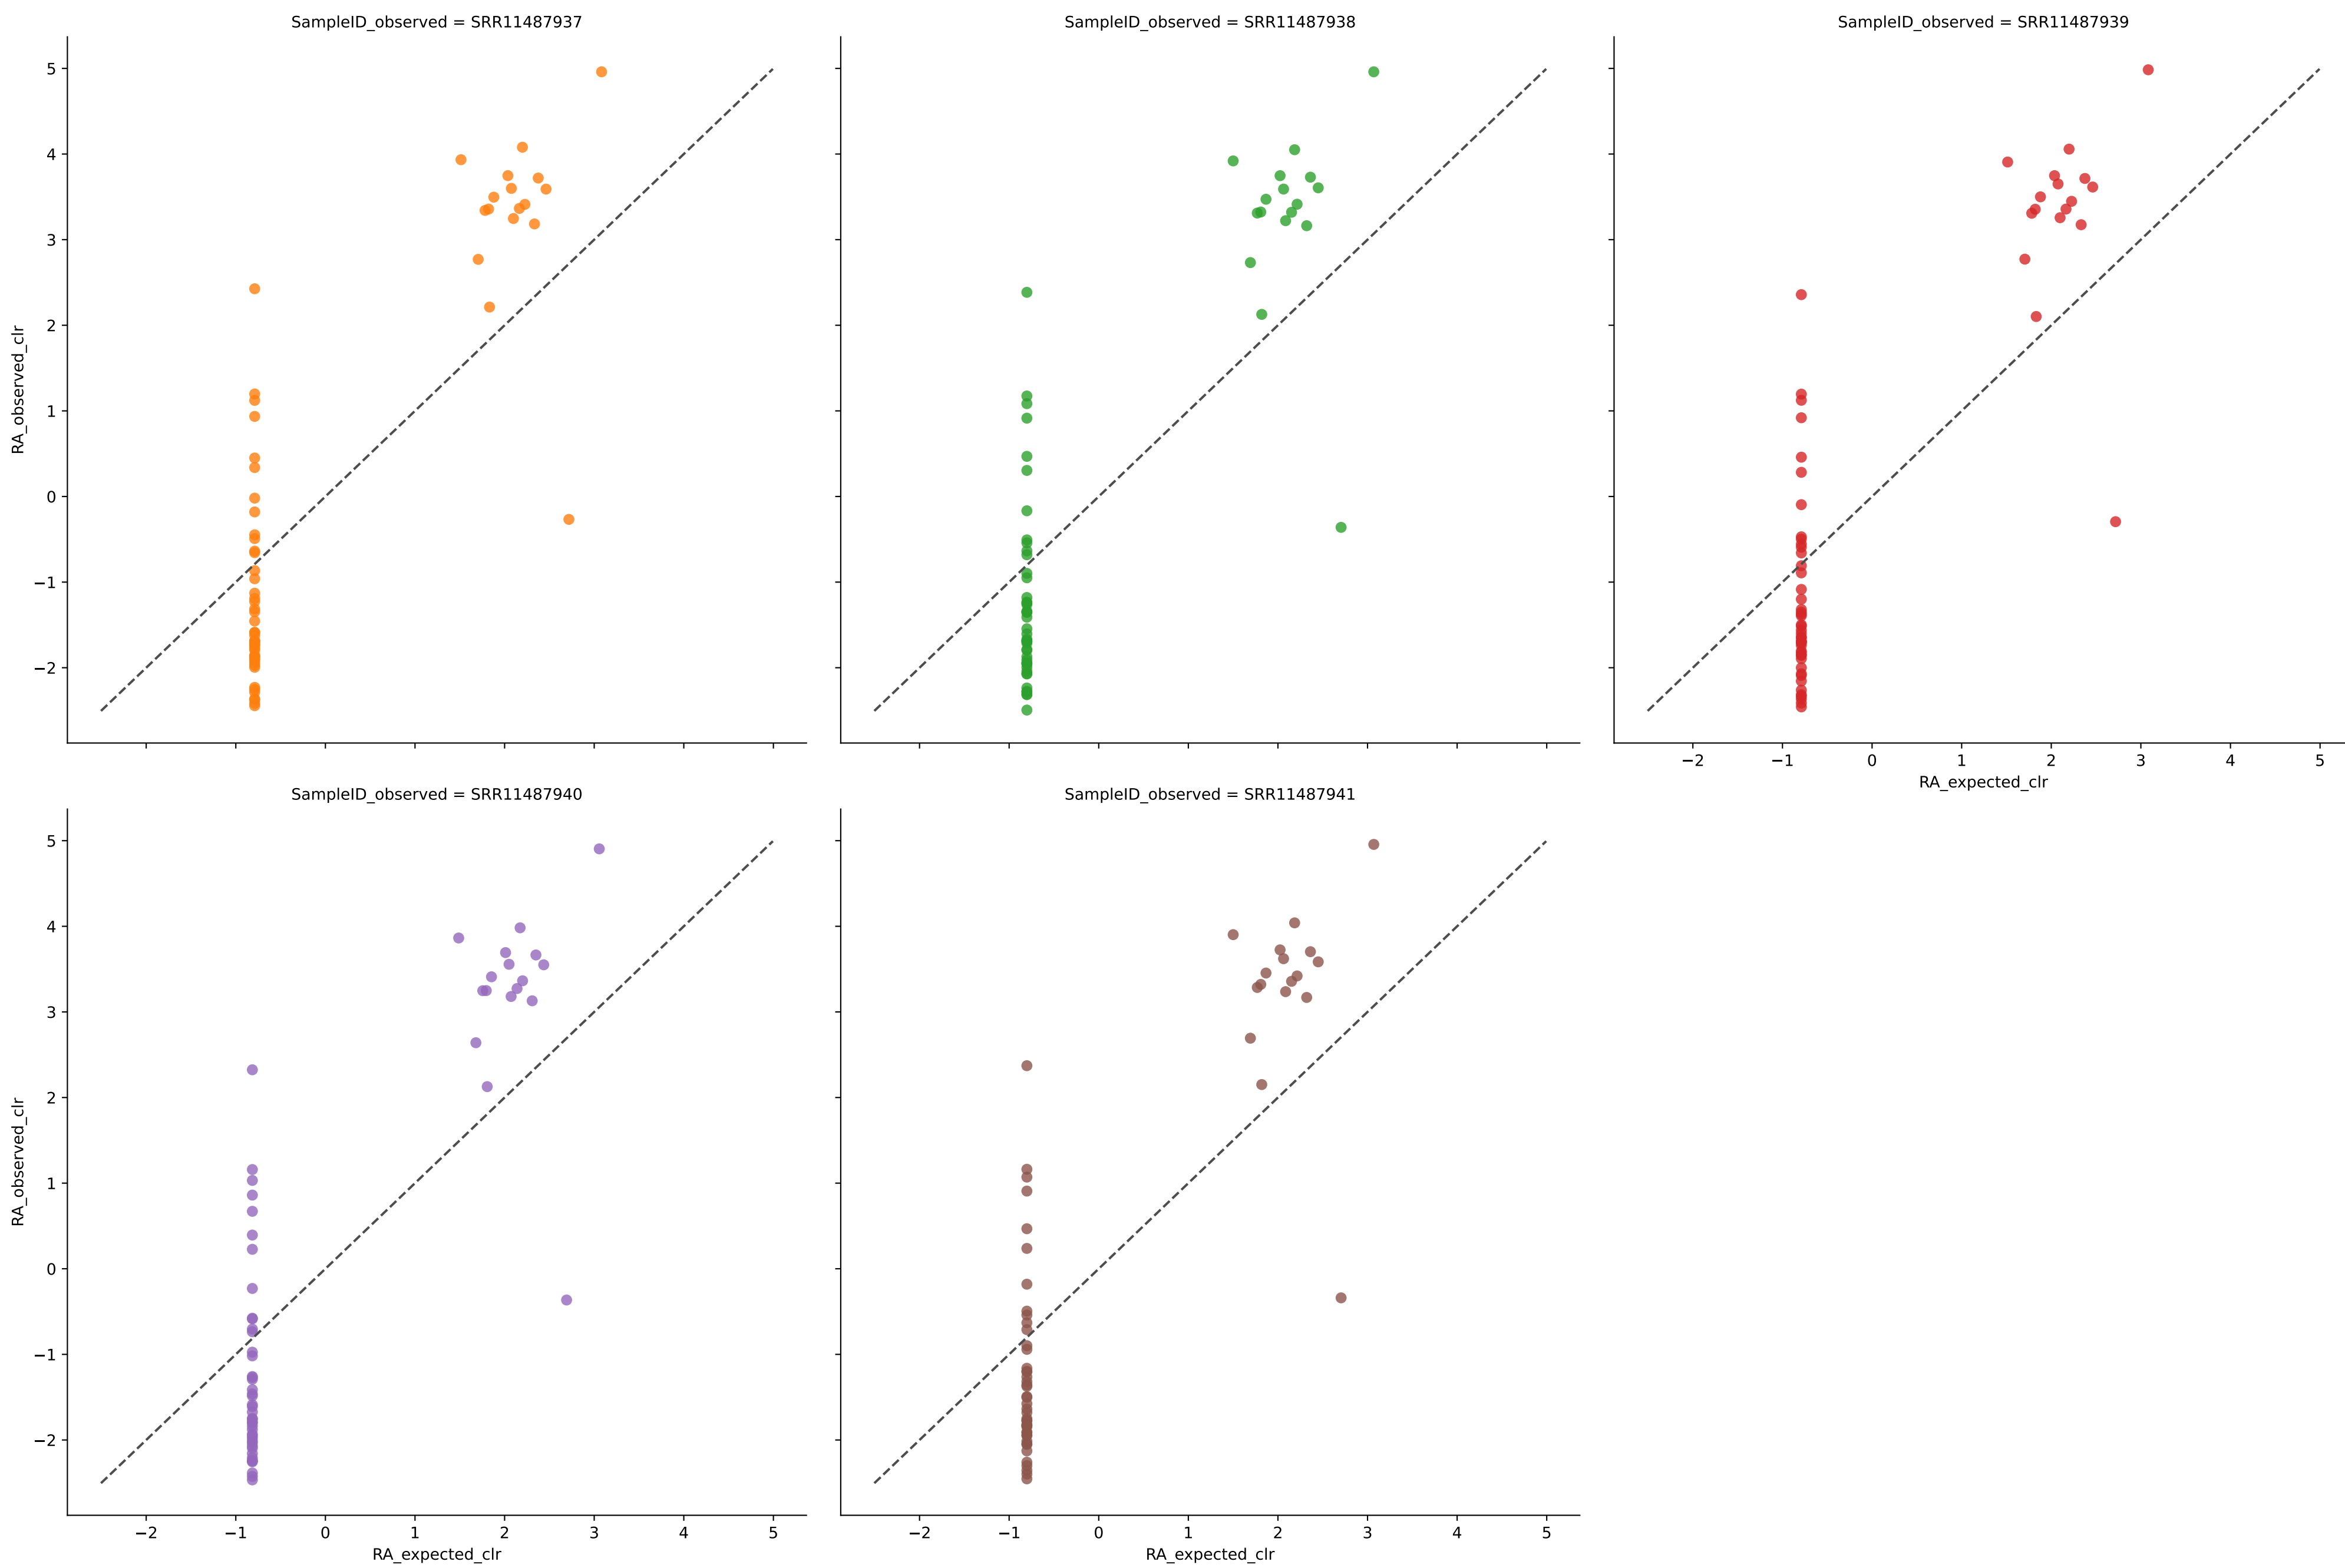 SampleID_observed = SRR11487937
SampleID_observed = SRR11487938
SampleID_observed = SRR11487939
5
4
3
2
1
0
−1
−2
RA_observed_clr
−2 −1 0 1 2 3 4 5
RA_expected_clr
SampleID_observed = SRR11487940
SampleID_observed = SRR11487941
5
4
3
2
1
0
−1
−2
RA_observed_clr
−2 −1 0 1 2 3 4 5
RA_expected_clr
−2 −1 0 1 2 3 4 5
RA_expected_clr